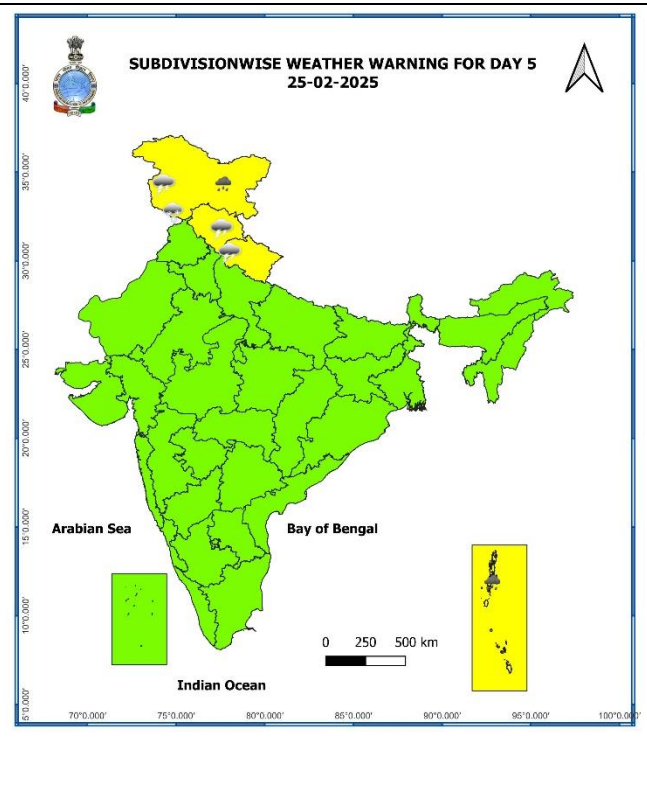 SUBDIVISIONWISE WEATHER WARNING FOR DAY 5
25-02-2025
40°0.000'
35°0.000'
30°0.000'
25°0.000'
20°0.000'
15°0.000'
10°0.000'
5°0.000'
Arabian Sea
Bay of Bengal
0 250 500 km
Indian Ocean
70°0.000' 75°0.000' 80°0.000' 85°0.000' 90°0.000' 95°0.000' 100°0.000'